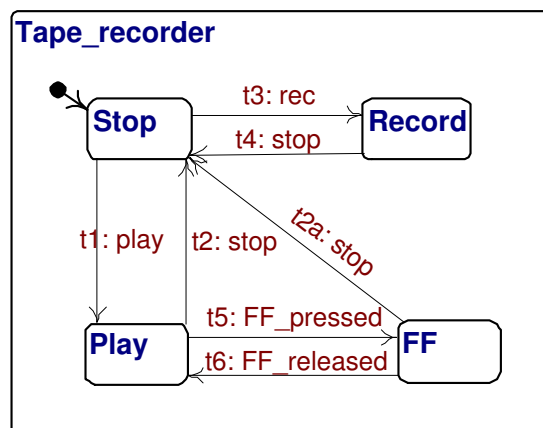 Tape_recorder
t3: rec
Stop
Record
t4: stop
t2a: stop
t1: play
t2: stop
t5: FF_pressed
Play
FF
t6: FF_released